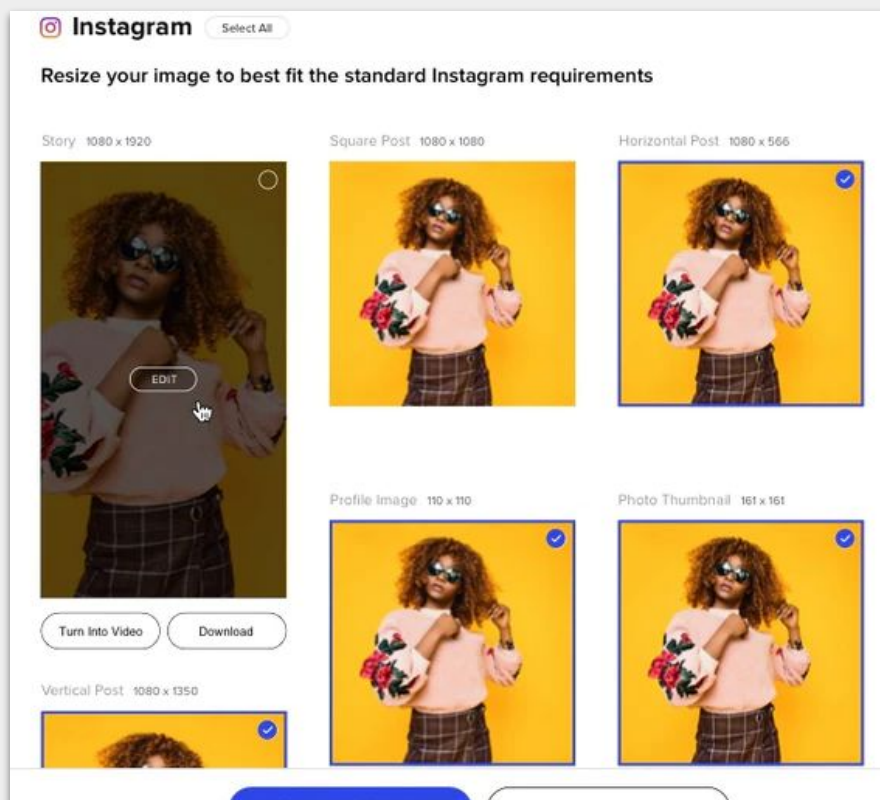 Instagram
Select All
Resize your image to best fit the standard Instagram requirements
Story 1080 x 1920
Square Post 1080 x 1080
Horizontal Post 1080 x 566
EDIT
Profile Image 110 x 110
Photo Thumbnail 161 x 161
Turn Into Video
Download
Vertical Post 1080 x 1350